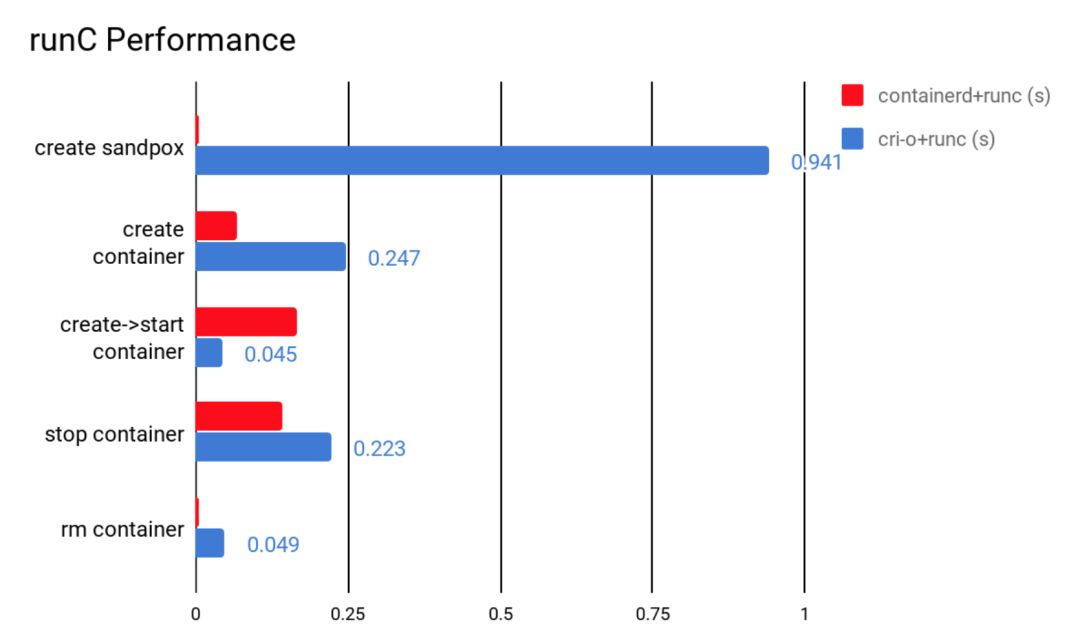 runC Performance
containerd+runc (s)
cri-o+runc (s)
create sandpox
0.941
create
container
0.247
create->start
container
0.045
stop container
0.223
rm container
0.049
0
0.25
0.5
0.75
1